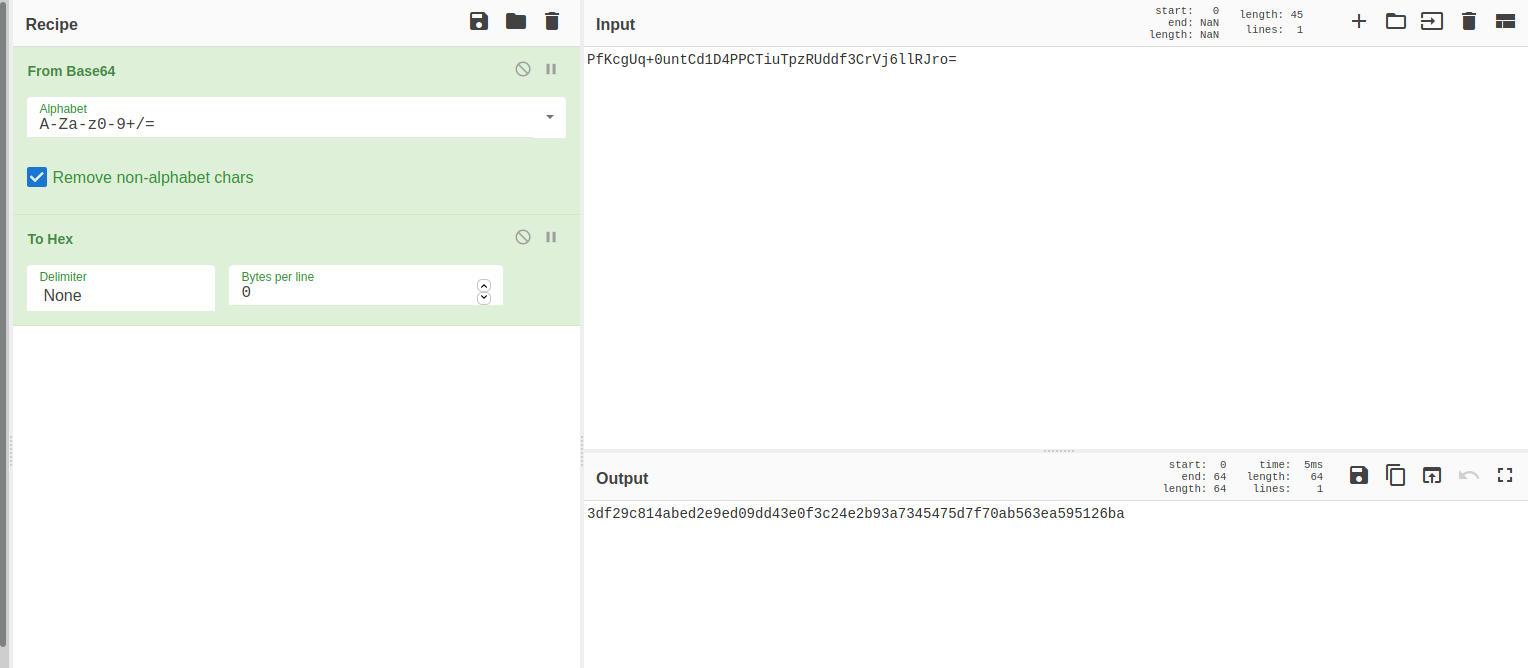 Recipe
From Base64
Alphabet
A-Za-z0-9+/=
Remove non-alphabet chars
To Hex
Delimiter
None
Bytes per line
0
Input
start: 0
end: NaN
length: NaN
length: 45
lines: 1
PfKcgUq+0untCd1D4PPCTiuTpzRUddf3CrVj6llRJro=
Output
start: 0
end: 64
length: 64
time: 5ms
length: 64
lines: 1
3df29c814abed2e9ed09dd43e0f3c24e2b93a7345475d7f70ab563ea595126ba